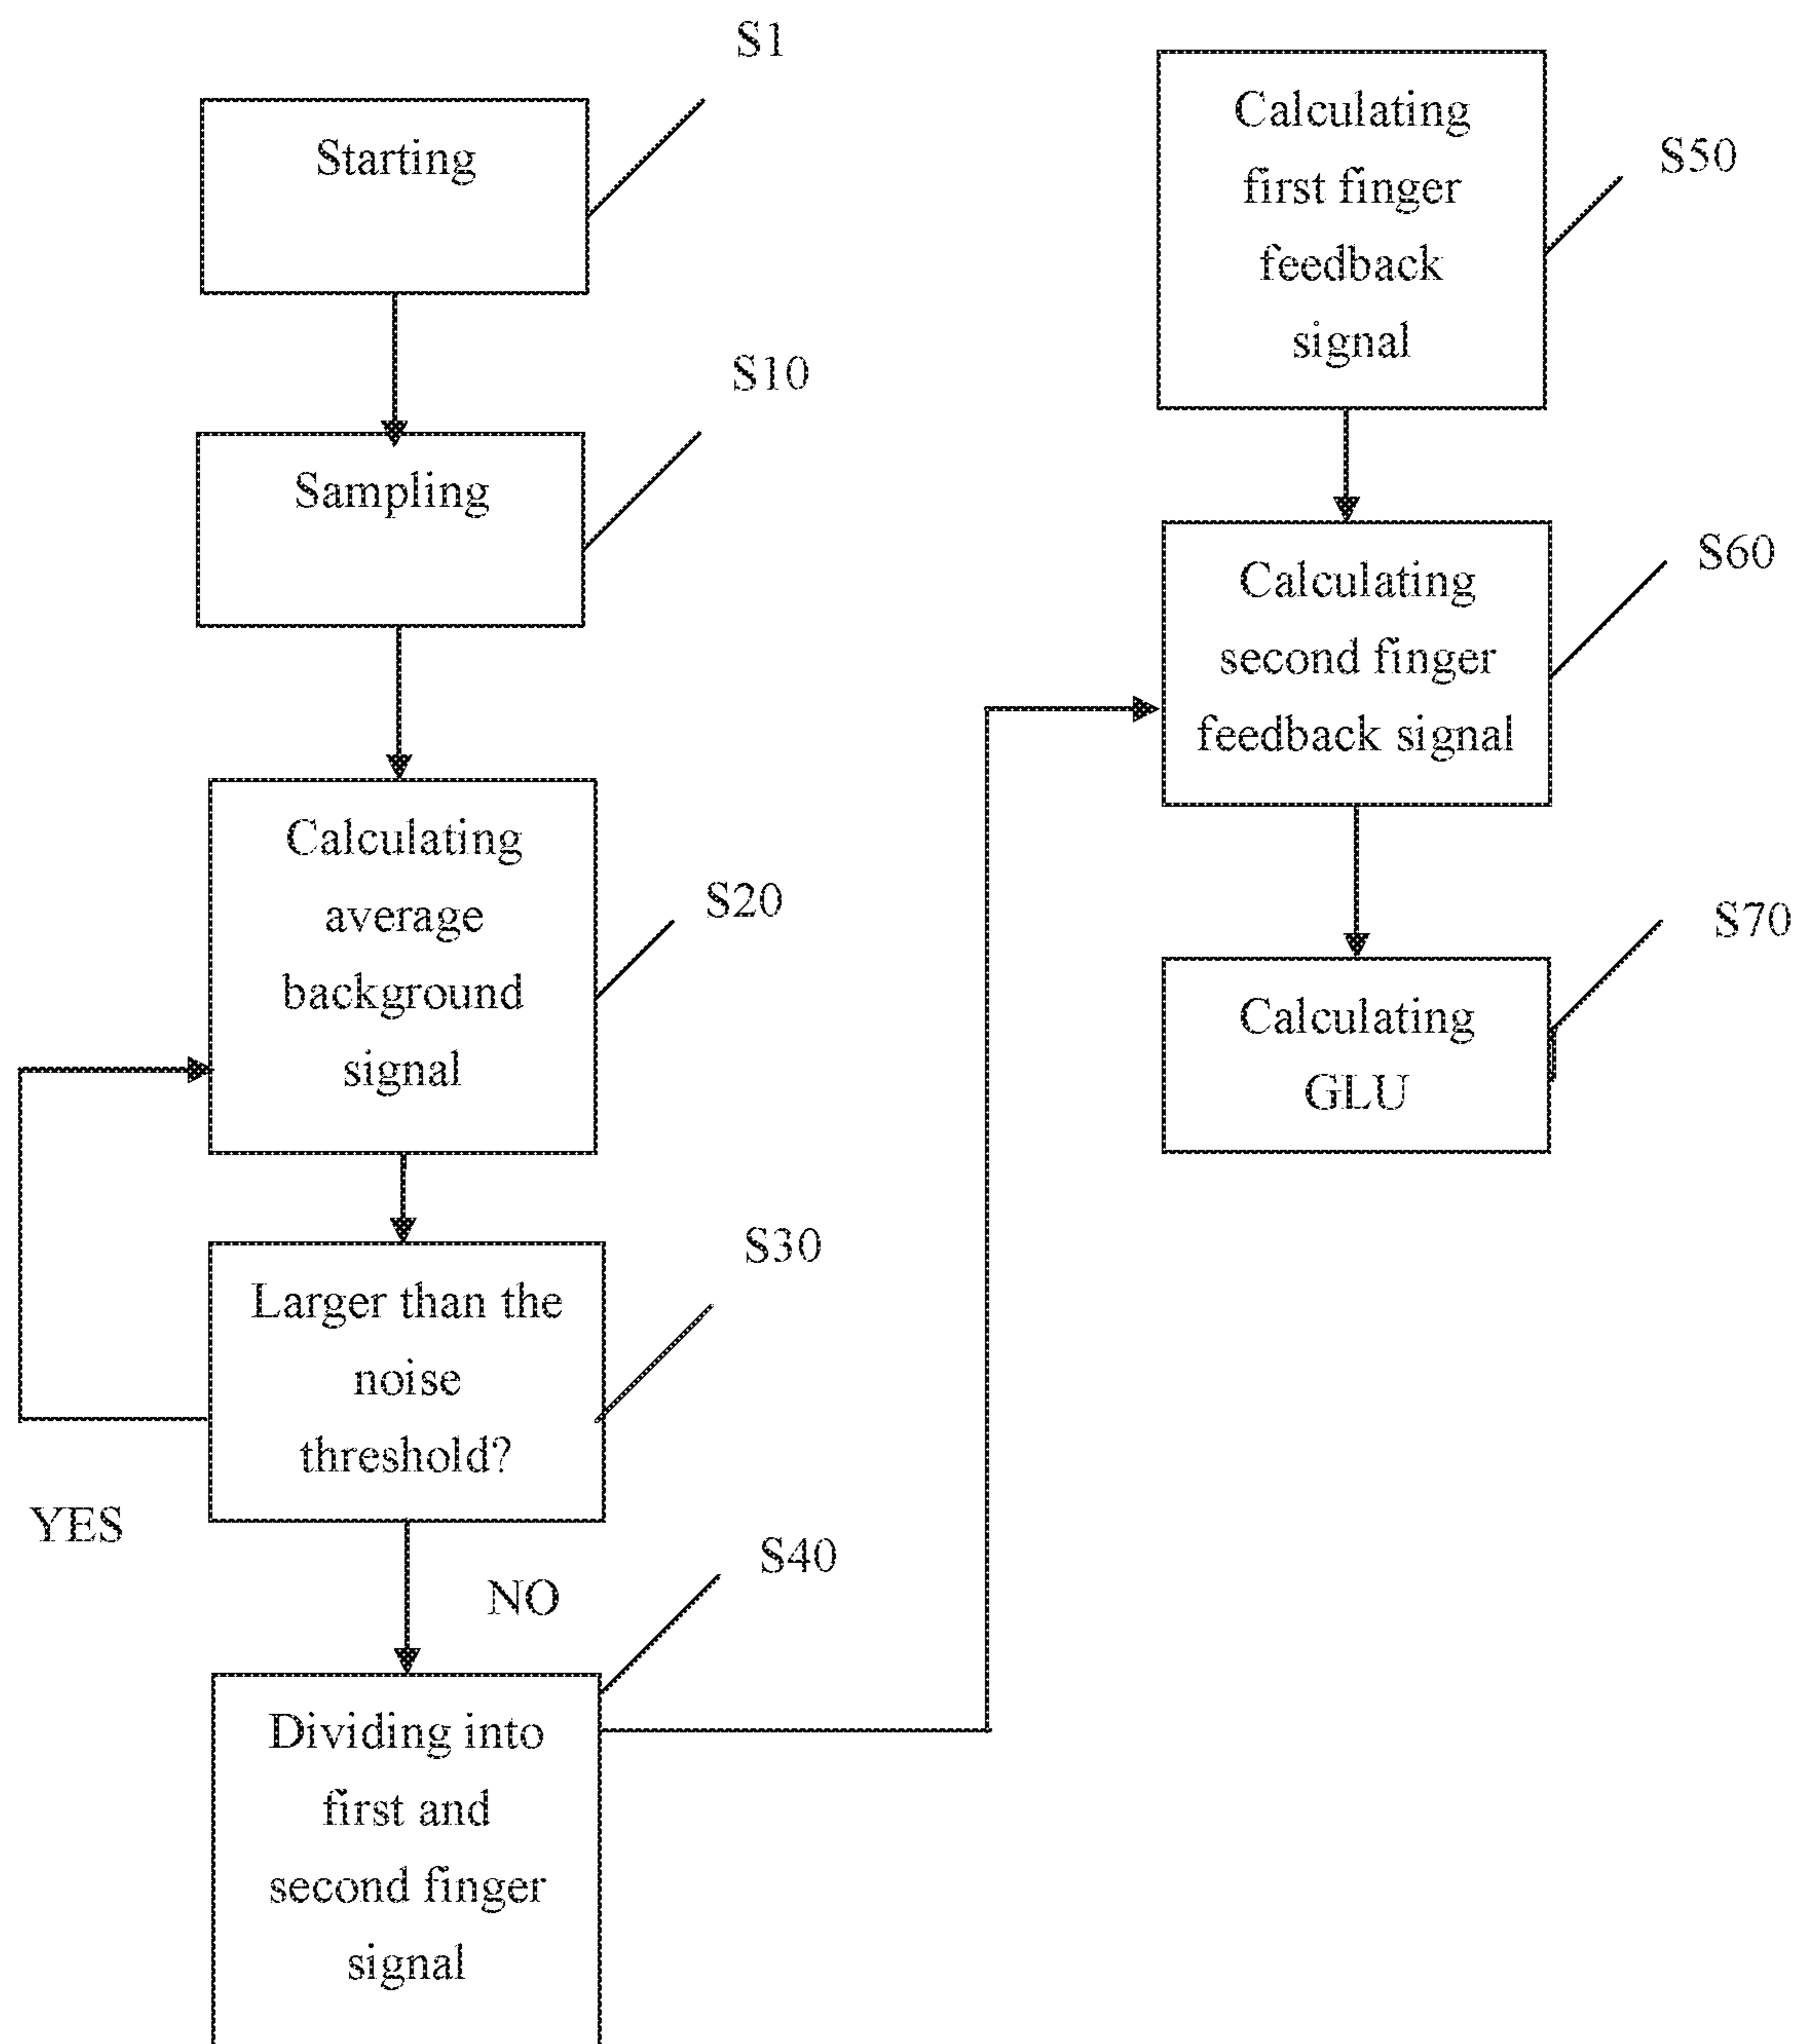 S1
Starting
S10
Sampling
Calculating
average
background
signal
S20
S30
Larger than the
noise
threshold?
YES
NO
S40
Dividing into
first and
second finger
signal
Calculating
first finger
feedback
signal
S50
S60
Calculating
second finger
feedback signal
S70
Calculating
GLU